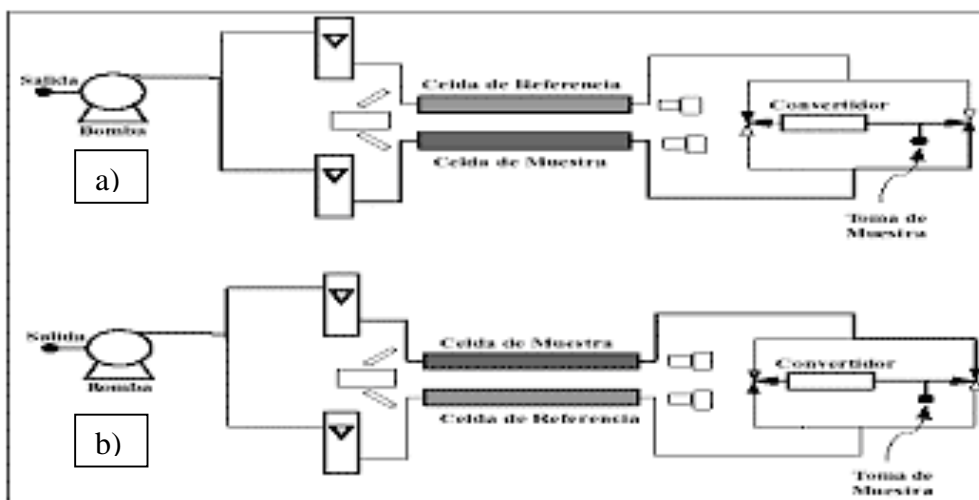 Salida
Bomba
a)
Celda de Referencia
Celda de Muestra
Convertidor
Toma de
Muestra
Salida
Bomba
b)
Celda de Muestra
Celda de Referencia
Convertidor
Toma de
Muestra